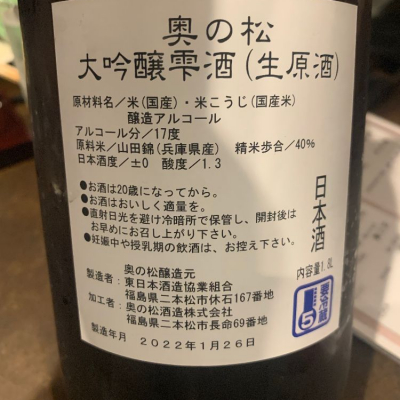 奥の松
大吟醸雫酒(生原酒)
原材料名／米(国産)・米こうじ(国産米)
醸造アルコール
アルコール分／17度
原料米／山田錦(兵庫県産) 精米歩合／40%
日本酒度／±0 酸度／1.3
●お酒は20歳になってから。
●お酒はおいしく適量を。
●直射日光を避け冷暗所で保管し、開封後は
お早めにお召し上がり下さい。
●妊娠中や授乳期の飲酒は、お控え下さい。
日本酒
内容量1.8L
奥の松醸造元
製造者：東日本酒造協業組合
福島県二本松市休石167番地
加工者：奥の松酒造株式会社
福島県二本松市長命69番地
製造年月 2022年1月26日
要冷蔵
5